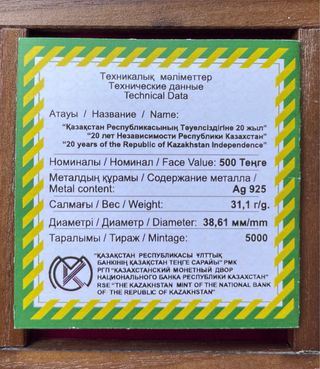 Техникалық мәліметтер
Технические данные
Technical Data
Атауы / Название / Name:
"Қазақстан Республикасының Тәуелсіздігіне 20 жыл"
"20 лет Независимости Республики Казахстан"
"20 years of the Republic of Kazakhstan Independence"
Номиналы / Номинал / Face Value: 500 Теңге
Металдың құрамы / Содержание металла /
Metal content: Ag 925
Салмағы / Вес / Weight: 31,1 г/g.
Диаметрі / Диаметр / Diameter: 38,61 мм/mm
Таралымы / Тираж / Mintage: 5000
"ҚАЗАҚСТАН РЕСПУБЛИКАСЫ ҰЛТТЫҚ
БАНКІНІҢ ҚАЗАҚСТАН ТЕҢГЕ САРАЙЫ" РМК
РГП "КАЗАХСТАНСКИЙ МОНЕТНЫЙ ДВОР
НАЦИОНАЛЬНОГО БАНКА РЕСПУБЛИКИ КАЗАХСТАН"
RSE "THE KAZAKHSTAN MINT OF THE NATIONAL BANK
OF THE REPUBLIC OF KAZAKHSTAN"